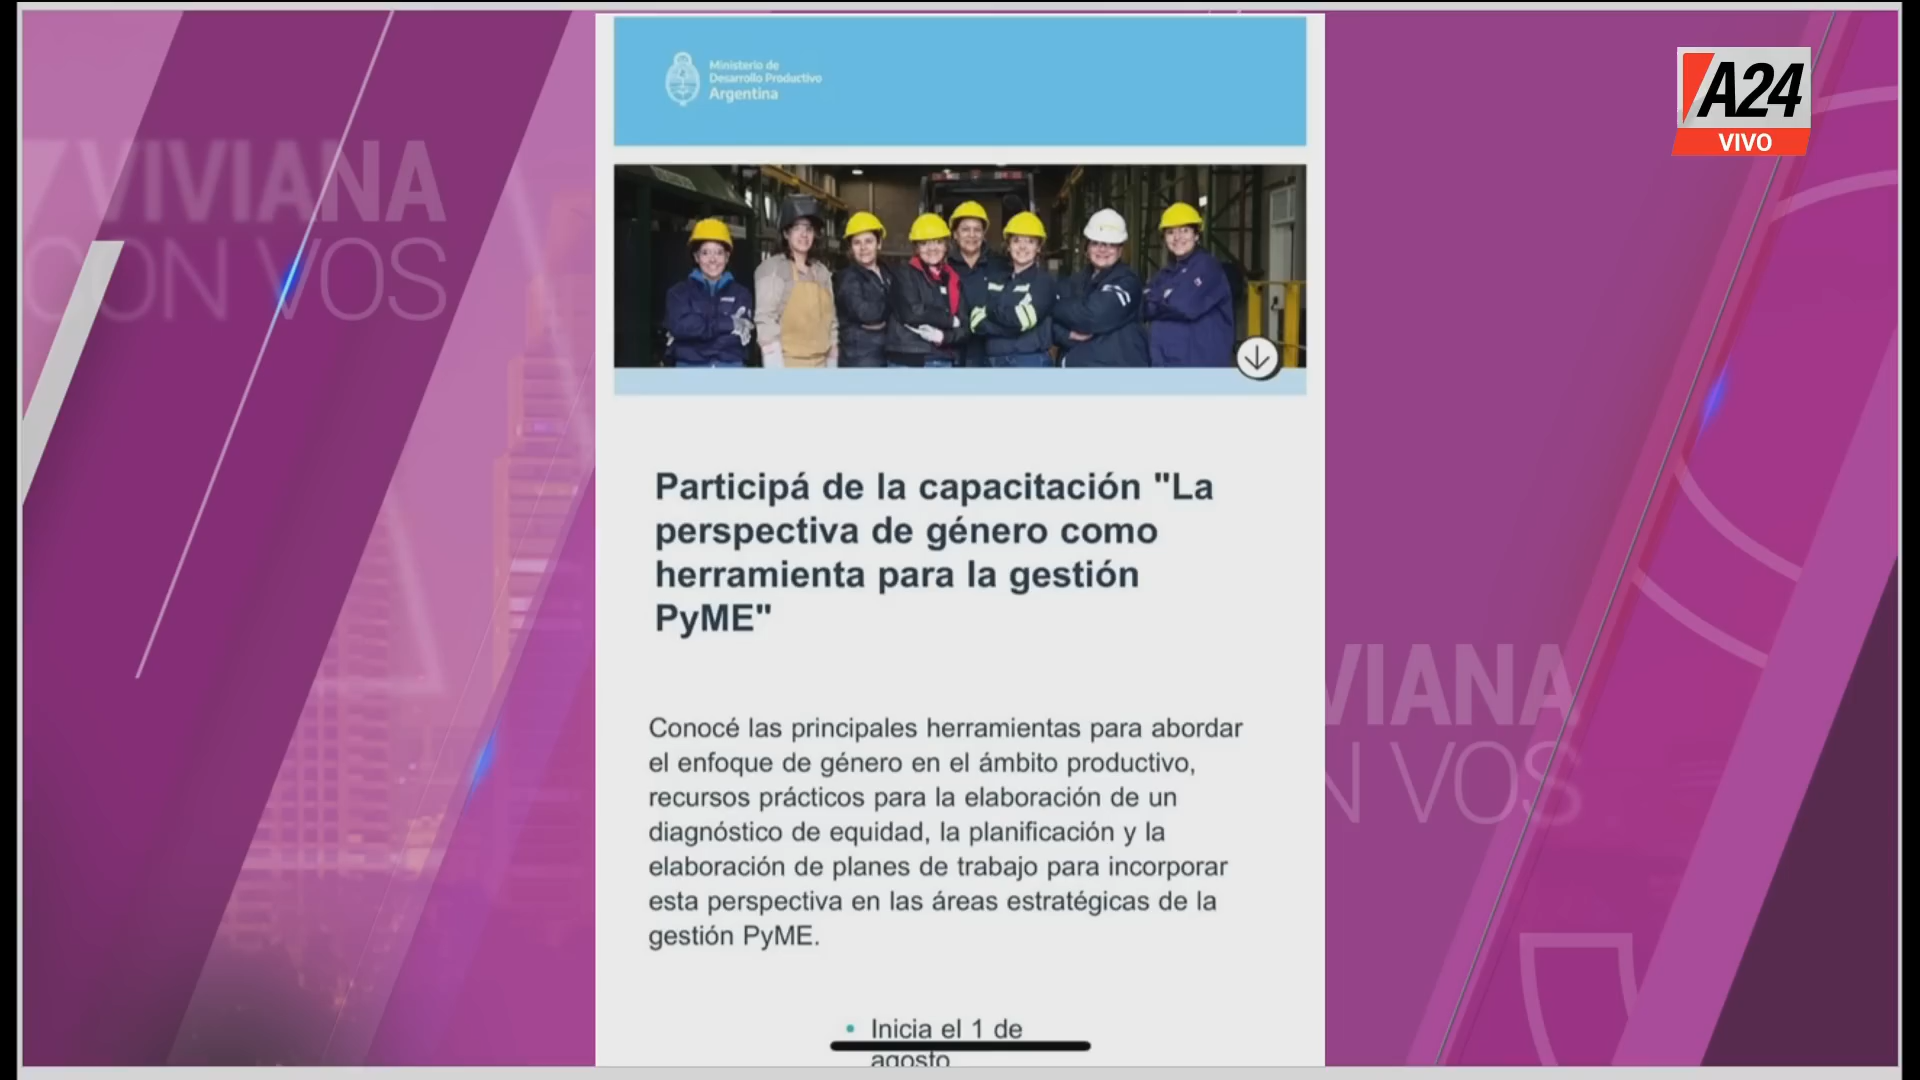 Ministerio de
Desarrollo Productivo
Argentina
A24
VIVO
VIVIANA
CON VOS
Participá de la capacitación "La
perspectiva de género como
herramienta para la gestión
PyME"
Conocé las principales herramientas para abordar
el enfoque de género en el ámbito productivo,
recursos prácticos para la elaboración de un
diagnóstico de equidad, la planificación y la
elaboración de planes de trabajo para incorporar
esta perspectiva en las áreas estratégicas de la
gestión PyME.
VIANA
N VOS
• Inicia el 1 de
agosto